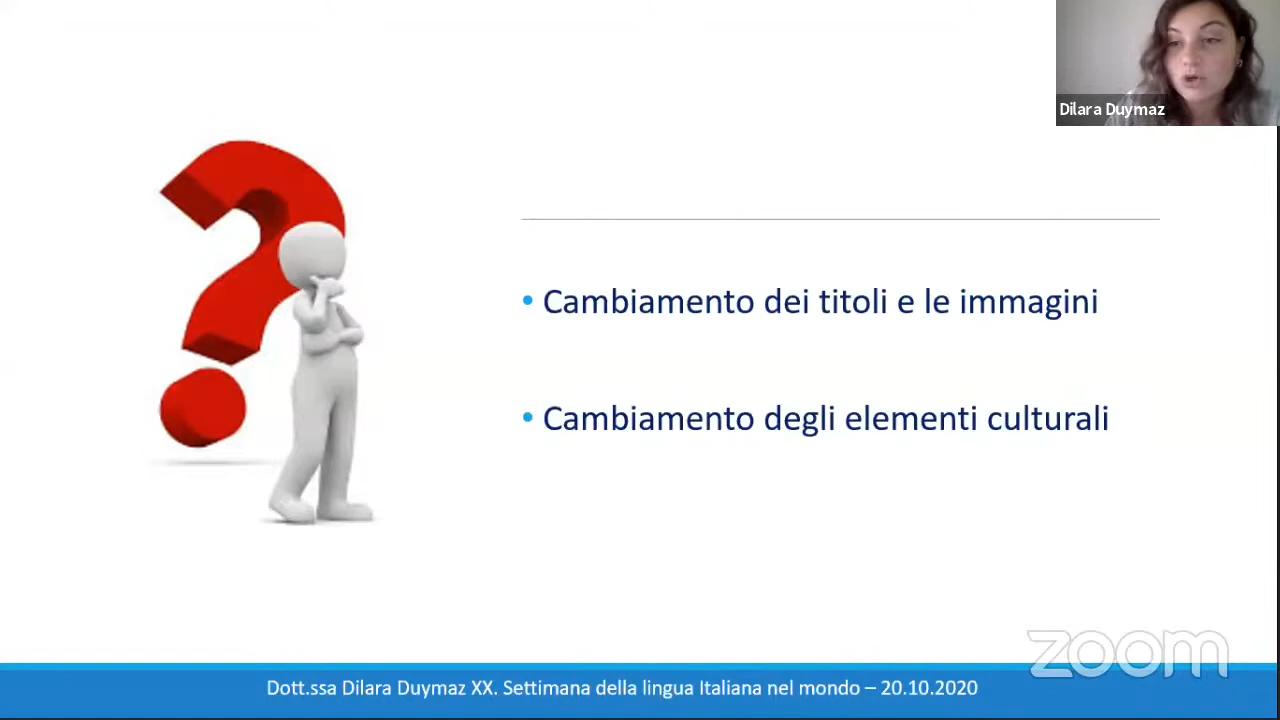 Dilara Duymaz
• Cambiamento dei titoli e le immagini
• Cambiamento degli elementi culturali
zoom
Dott.ssa Dilara Duymaz XX. Settimana della lingua Italiana nel mondo – 20.10.2020